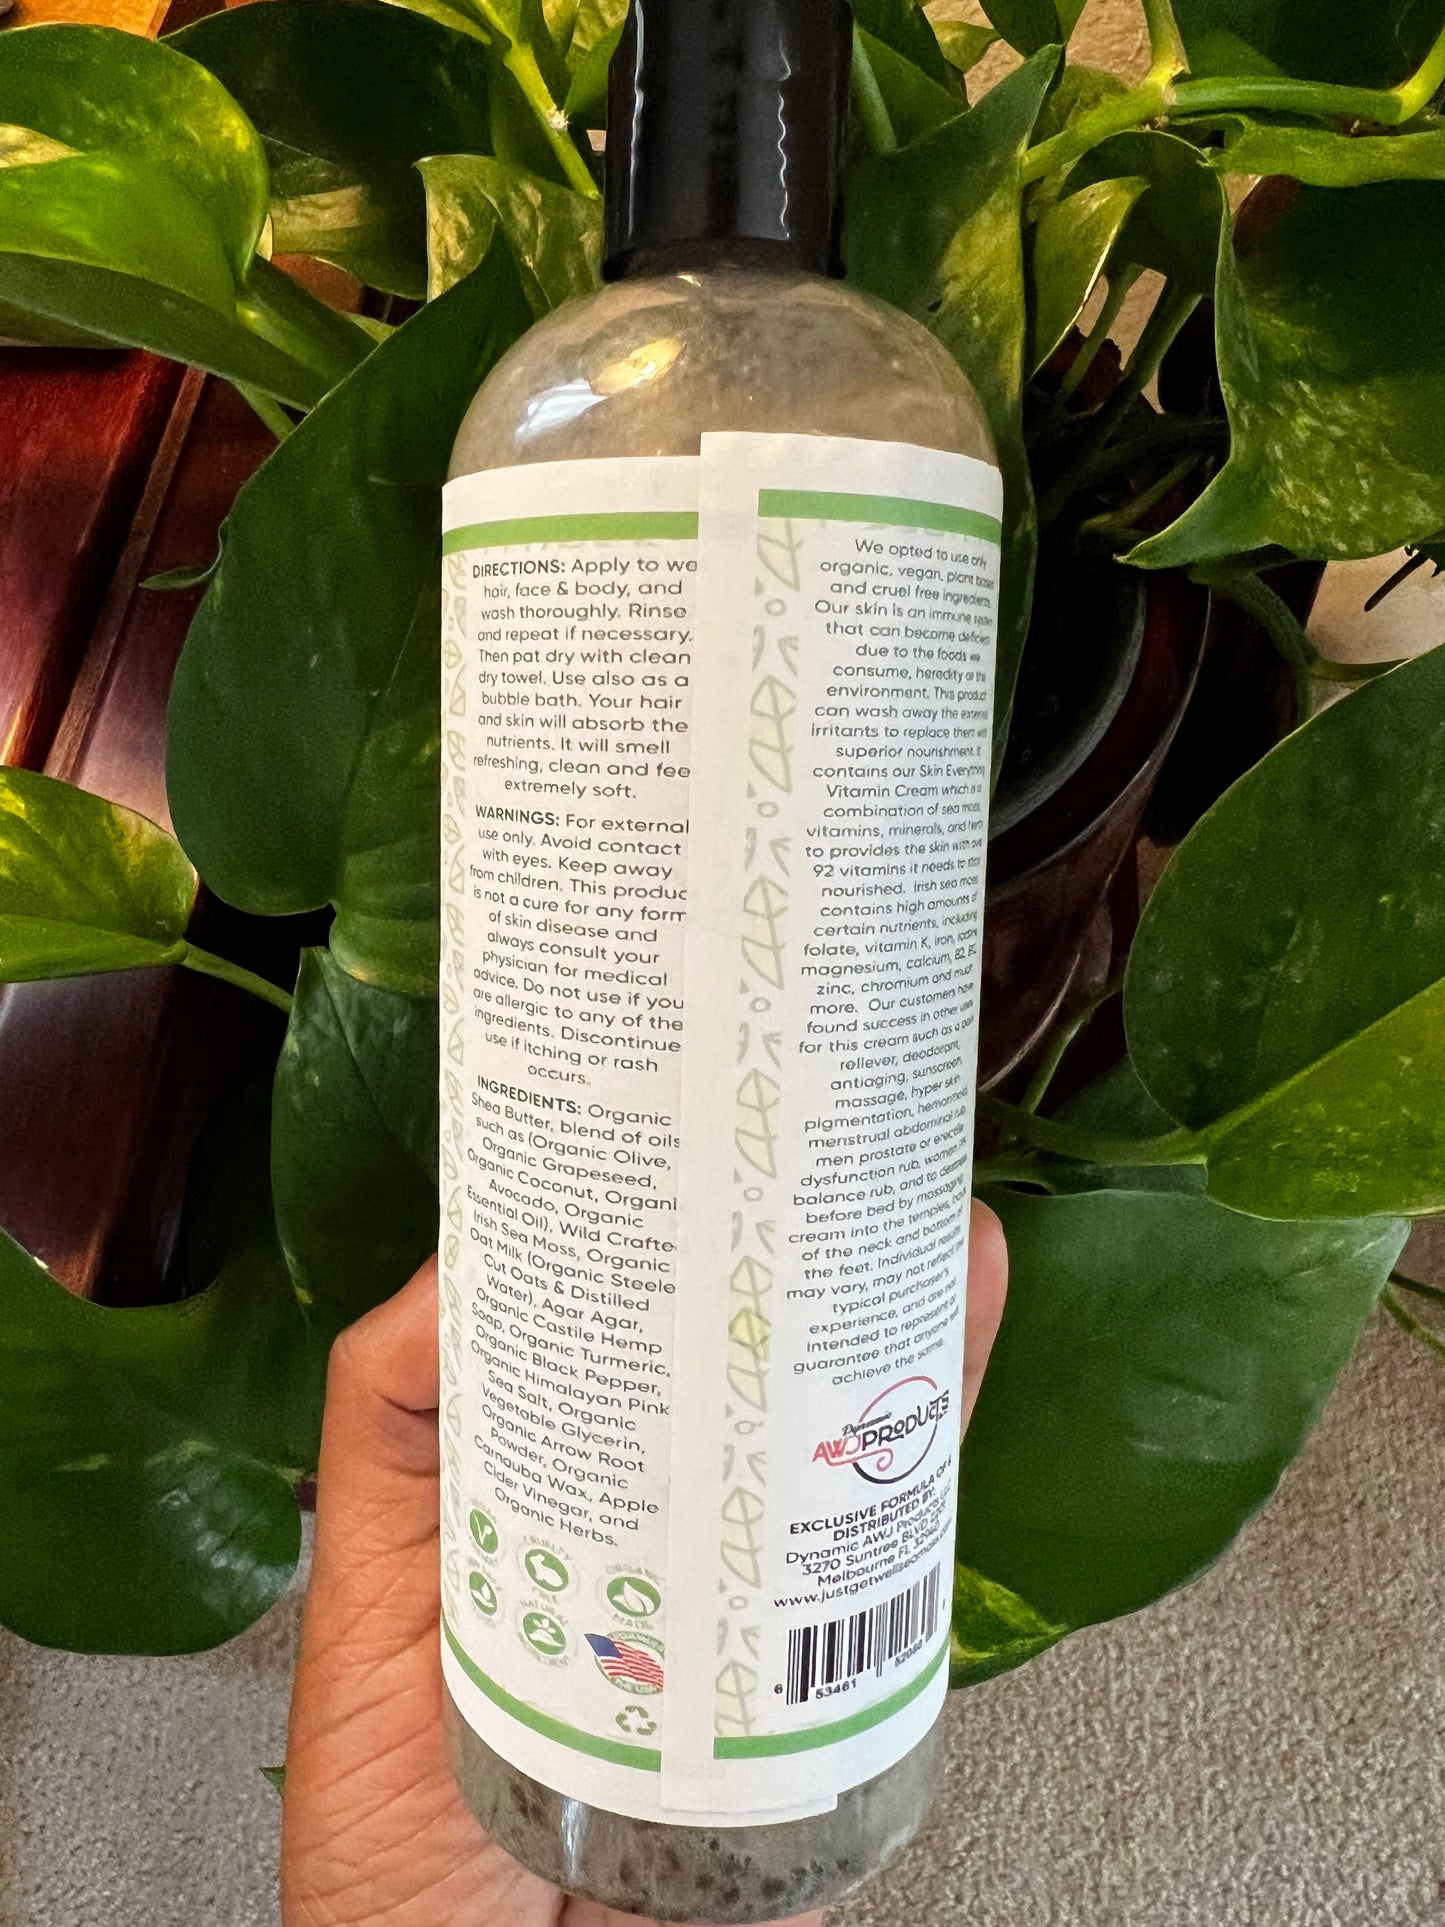 DIRECTIONS: Apply to we
hair, face & body, and
wash thoroughly. Rinse
and repeat if necessary.
Then pat dry with clean
dry towel. Use also as a
bubble bath. Your hair
and skin will absorb the
nutrients. It will smell
refreshing, clean and fee
extremely soft.
WARNINGS: For external
use only. Avoid contact
with eyes. Keep away
from children. This produc
is not a cure for any form
of skin disease and
always consult your
physician for medical
advice. Do not use if you
are allergic to any of the
ingredients. Discontinue
use if itching or rash
occurs.
INGREDIENTS: Organic
Shea Butter, blend of oils
such as (Organic Olive,
Organic Grapeseed,
Organic Coconut, Organi
Avocado, Organic
Essential Oil), Wild Crafte
Irish Sea Moss, Organic
Oat Milk (Organic Steele
Cut Oats & Distilled
Water), Agar Agar,
Organic Castile Hemp
Soap, Organic Turmeric,
Organic Black Pepper,
Organic Himalayan Pink
Sea Salt, Organic
Vegetable Glycerin,
Organic Arrow Root
Powder, Organic
Carnauba Wax, Apple
Cider Vinegar, and
Organic Herbs.
CRUELTY
FREE
NATURAL
MADE
We opted to use only
organic, vegan, plant based
and cruel free ingredients.
Our skin is an immune system
that can become deficient
due to the foods we
consume, heredity or the
environment. This product
can wash away the external
irritants to replace them with
superior nourishment. It
contains our Skin Everything
Vitamin Cream which is a
combination of sea moss,
vitamins, minerals, and herbs
to provides the skin with over
92 vitamins it needs to stay
nourished. Irish sea moss
contains high amounts of
certain nutrients, including
folate, vitamin K, iron, iodine
magnesium, calcium, B2
zinc, chromium and much
more. Our customers have
found success in other uses
for this cream such as a pain
reliever, deodorant,
antiaging, sunscreen,
massage, hyper skin
pigmentation, hemorrhoid
menstrual abdominal rub
men prostate or erectile
dysfunction rub, women
balance rub, and to destress
before bed by massaging
cream into the temples, back
of the neck and bottom of
the feet. Individual results
may vary, may not reflect the
typical purchaser's
experience, and are not
intended to represent or
guarantee that anyone will
achieve the same.
Dynamic
AWJ PRODUCTS
EXCLUSIVE FORMULA OF &
DISTRIBUTED BY:
Dynamic AWJ Products LLC
3270 Suntree BLVD
Melbourne FL 32940
www.justgetwellseamoss.com
6 53461 52080